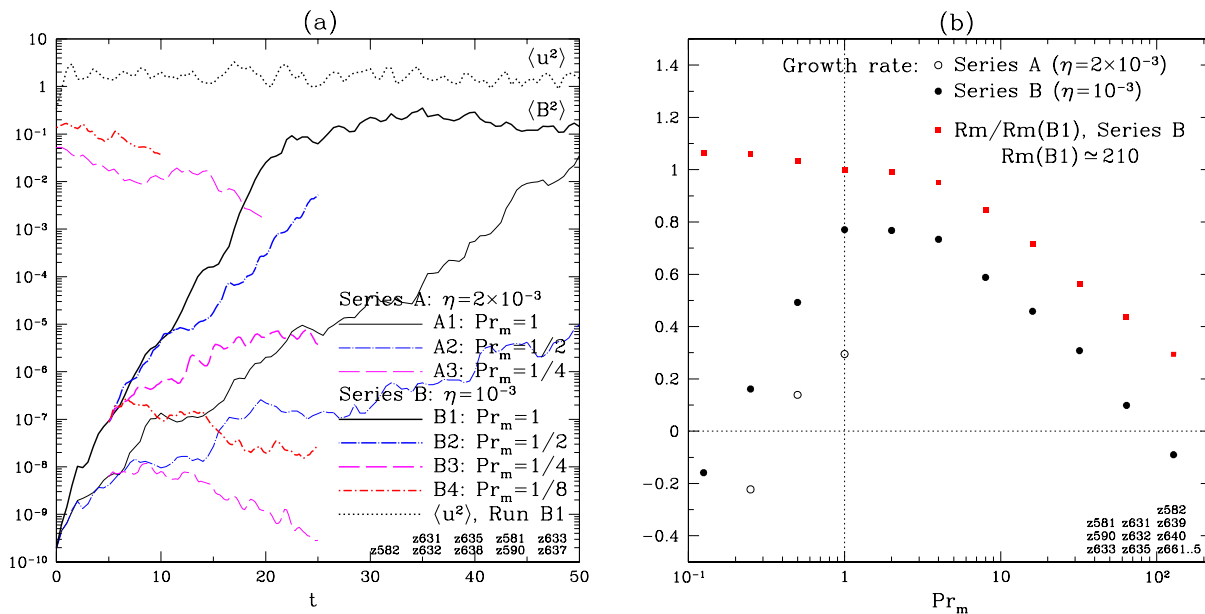 (a)
10
1
10⁻¹
10⁻²
10⁻³
10⁻⁴
10⁻⁵
10⁻⁶
10⁻⁷
10⁻⁸
10⁻⁹
10⁻¹⁰
⟨u²⟩
⟨B²⟩
Series A: η=2×10⁻³
A1: Prₘ=1
A2: Prₘ=1/2
A3: Prₘ=1/4
Series B: η=10⁻³
B1: Prₘ=1
B2: Prₘ=1/2
B3: Prₘ=1/4
B4: Prₘ=1/8
⟨u²⟩, Run B1
z631 z635 z581 z633
z582 z632 z638 z590 z637
0 10 20 30 40 50
t
(b)
1.4
1.2
1
0.8
0.6
0.4
0.2
0
−0.2
−0.4
Growth rate: Series A (η=2×10⁻³)
Series B (η=10⁻³)
Rm/Rm(B1), Series B
Rm(B1)≃210
z582
z581 z631 z639
z590 z632 z640
z633 z635 z661..5
10⁻¹ 1 10 10²
Prₘ